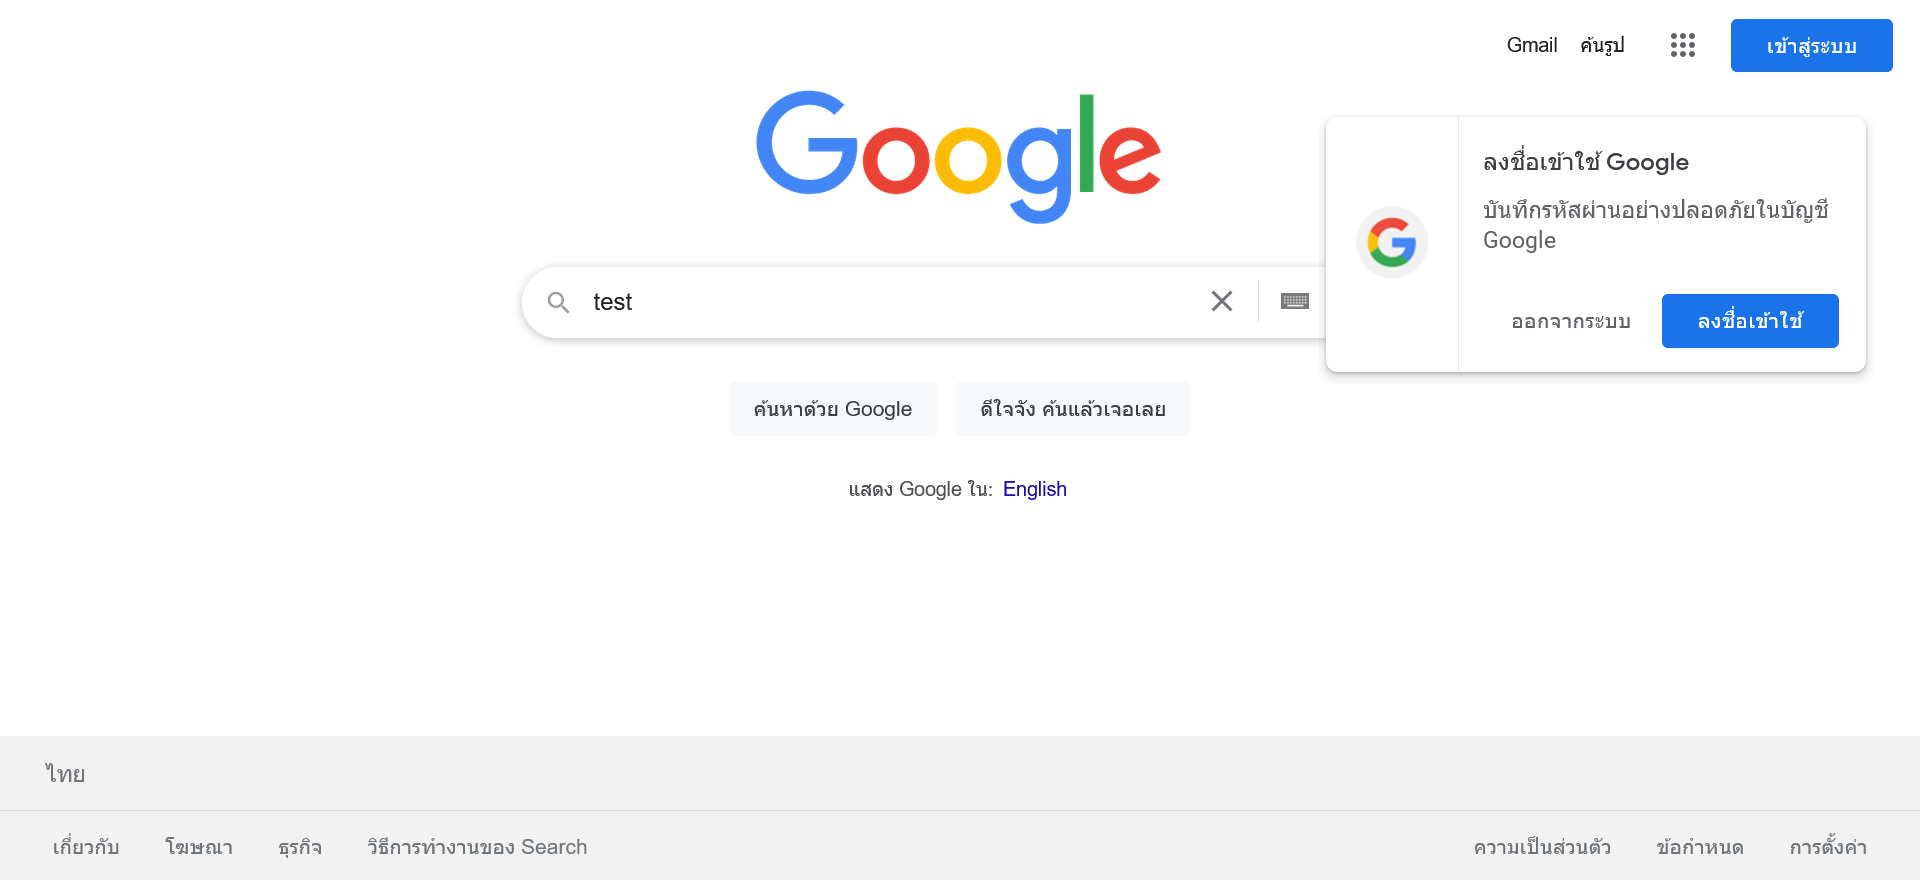 Gmail ค้นรูป เข้าสู่ระบบ
Google
ลงชื่อเข้าใช้ Google
บันทึกรหัสผ่านอย่างปลอดภัยในบัญชี
Google
ออกจากระบบ ลงชื่อเข้าใช้
test
ค้นหาด้วย Google ดีใจจัง ค้นแล้วเจอเลย
แสดง Google ใน: English
ไทย
เกี่ยวกับ โฆษณา ธุรกิจ วิธีการทำงานของ Search ความเป็นส่วนตัว ข้อกำหนด การตั้งค่า